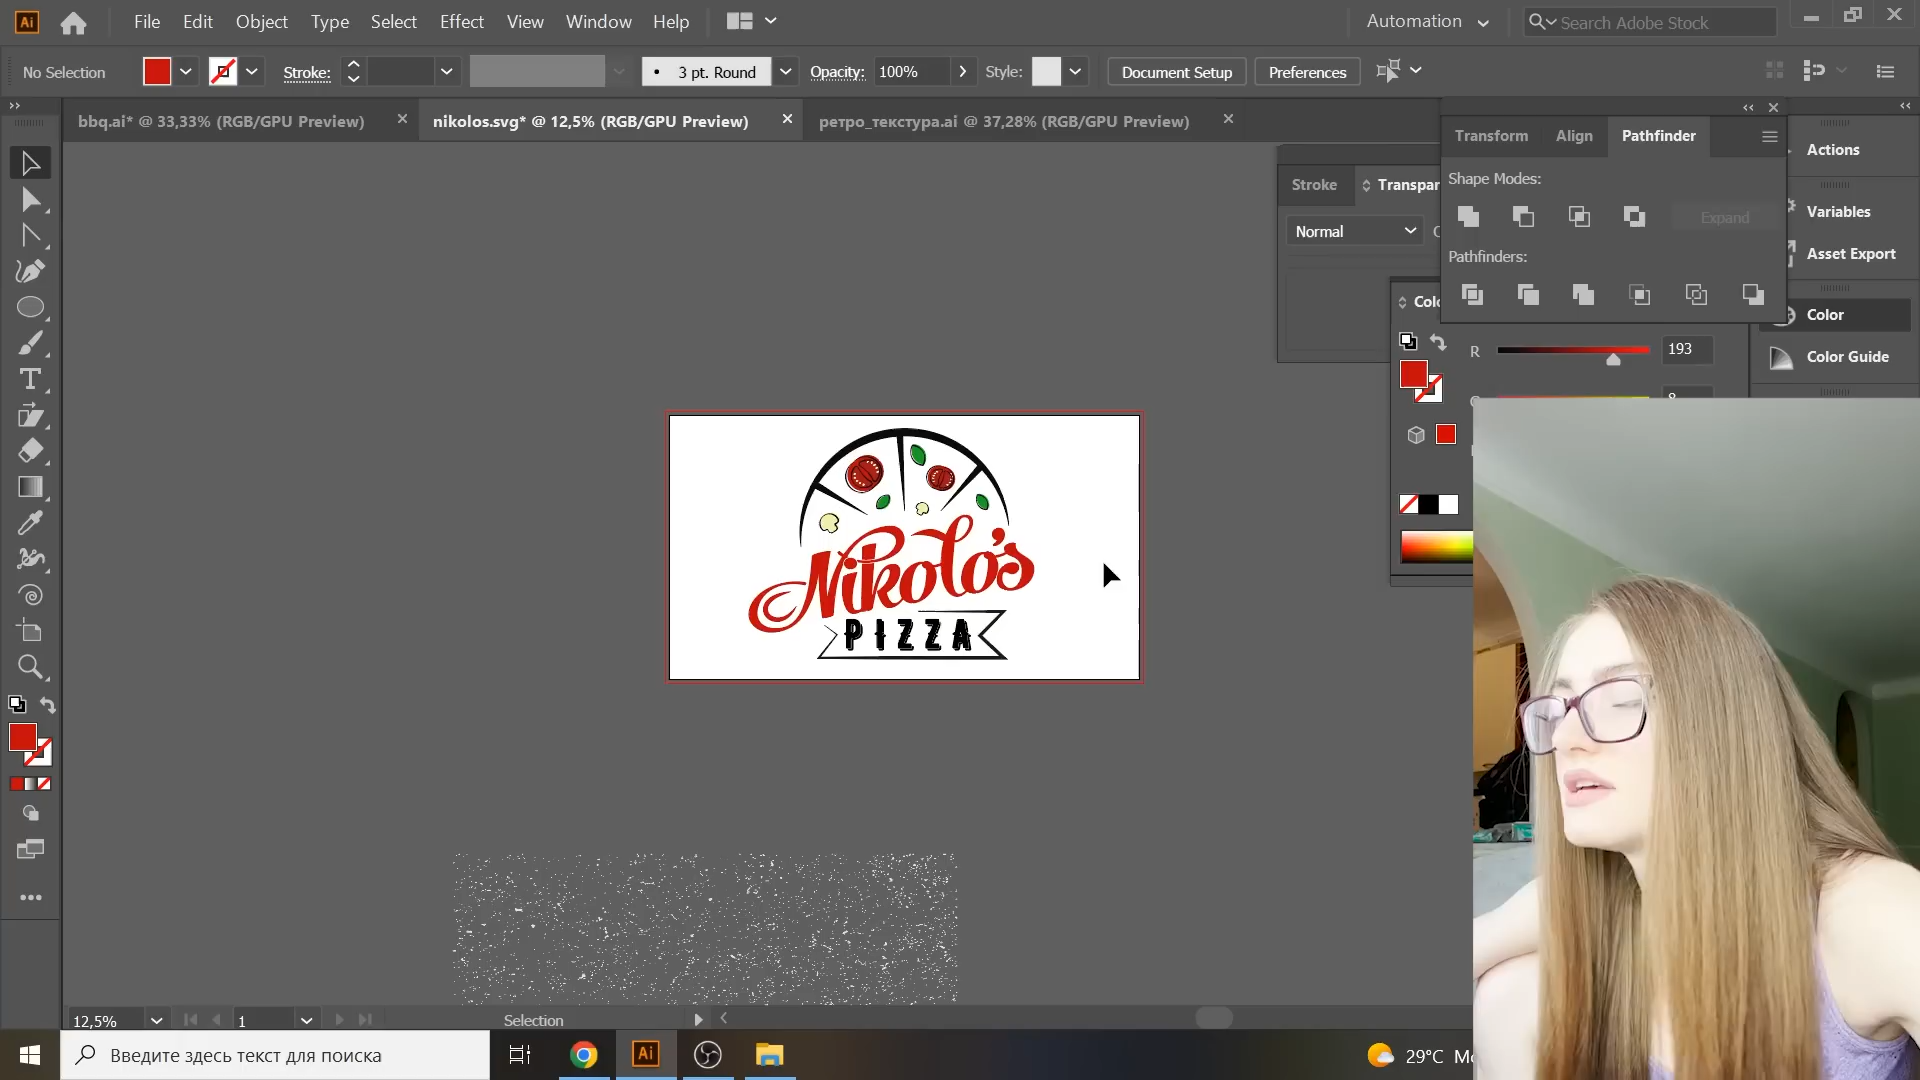 Ai File Edit Object Type Select Effect View Window Help Automation Search Adobe Stock
No Selection Stroke: 3 pt. Round Opacity: 100% Style: Document Setup Preferences
bbq.ai* @ 33,33% (RGB/GPU Preview) nikolos.svg* @ 12,5% (RGB/GPU Preview) ретро_текстура.ai @ 37,28% (RGB/GPU Preview)
Transform Align Pathfinder
Shape Modes:
Expand
Pathfinders:
Stroke Transpar
Normal
Actions
Variables
Asset Export
Color
Color Guide
R 193
Nikolo's
PIZZA
12,5% 1 Selection
Введите здесь текст для поиска
Ai
29°C